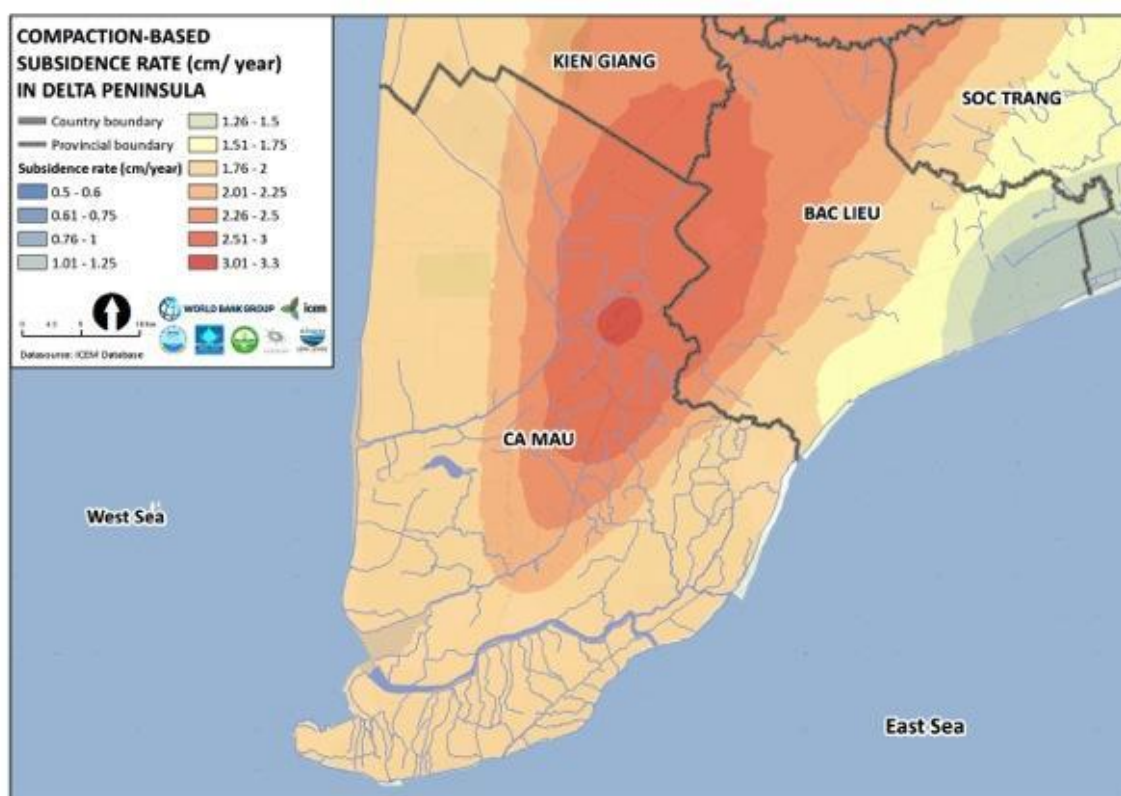 COMPACTION-BASED
SUBSIDENCE RATE (cm/ year)
IN DELTA PENINSULA
Country boundary
Provincial boundary
Subsidence rate (cm/year)
0.5 - 0.6
0.61 - 0.75
0.76 - 1
1.01 - 1.25
1.26 - 1.5
1.51 - 1.75
1.76 - 2
2.01 - 2.25
2.26 - 2.5
2.51 - 3
3.01 - 3.3
WORLD BANK GROUP
icem
0
Datasource: ICEM Database
KIEN GIANG
SOC TRANG
BAC LIEU
CA MAU
West Sea
East Sea